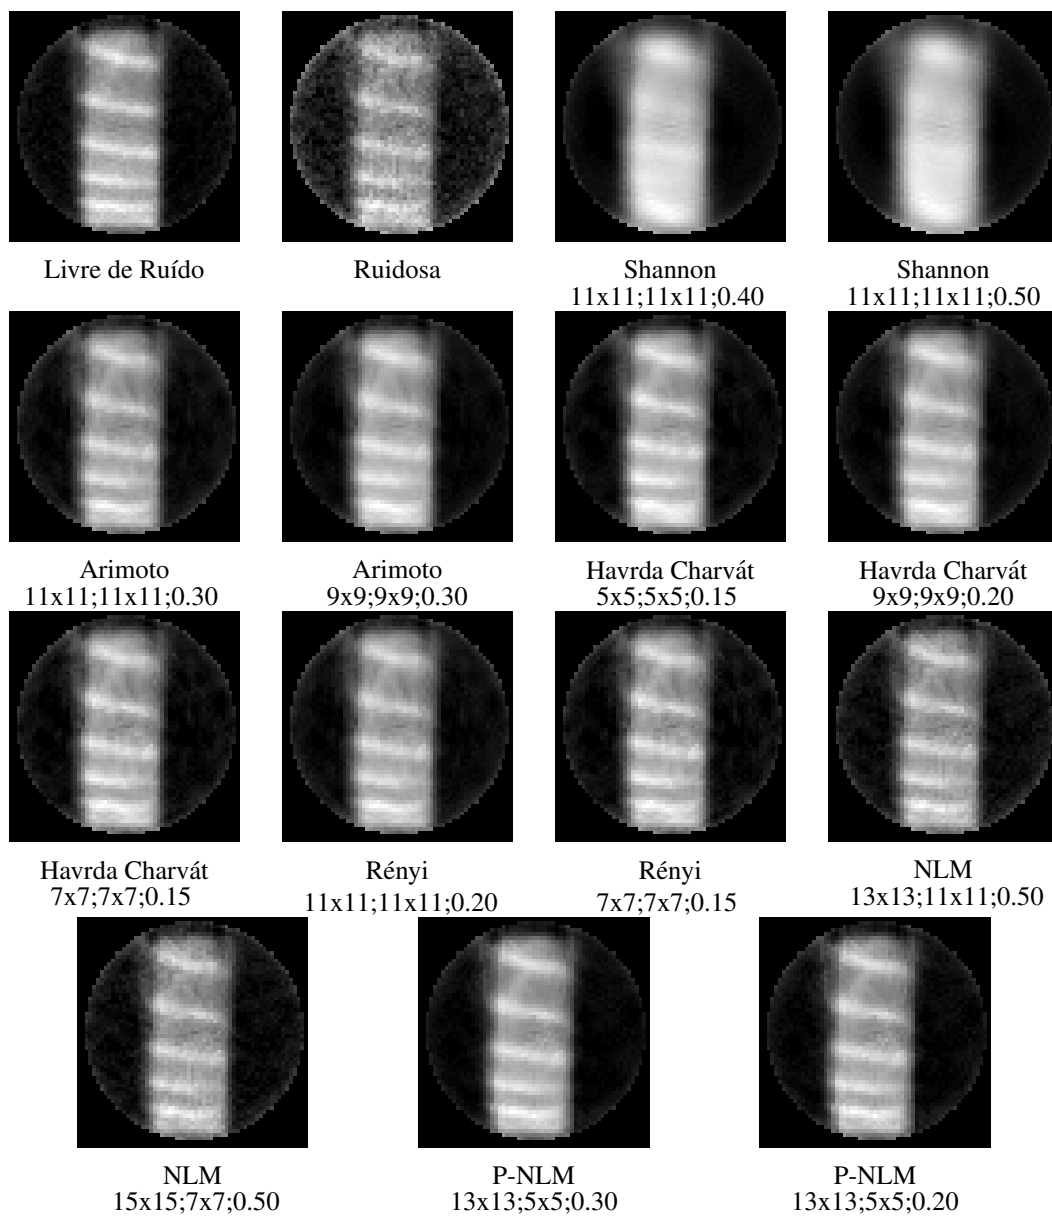 Livre de Ruído
Ruidosa
Shannon
11x11;11x11;0.40
Shannon
11x11;11x11;0.50
Arimoto
11x11;11x11;0.30
Arimoto
9x9;9x9;0.30
Havrda Charvát
5x5;5x5;0.15
Havrda Charvát
9x9;9x9;0.20
Havrda Charvát
7x7;7x7;0.15
Rényi
11x11;11x11;0.20
Rényi
7x7;7x7;0.15
NLM
13x13;11x11;0.50
NLM
15x15;7x7;0.50
P-NLM
13x13;5x5;0.30
P-NLM
13x13;5x5;0.20